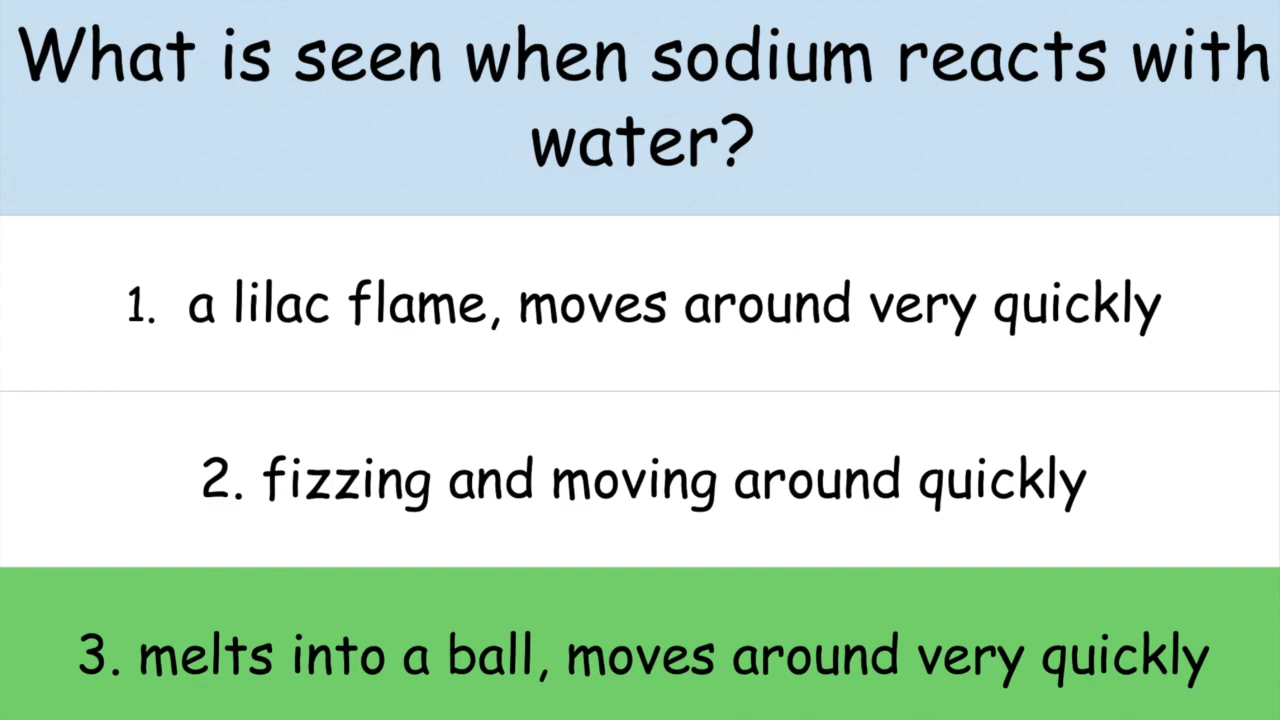 What is seen when sodium reacts with
water?
1. a lilac flame, moves around very quickly
2. fizzing and moving around quickly
3. melts into a ball, moves around very quickly